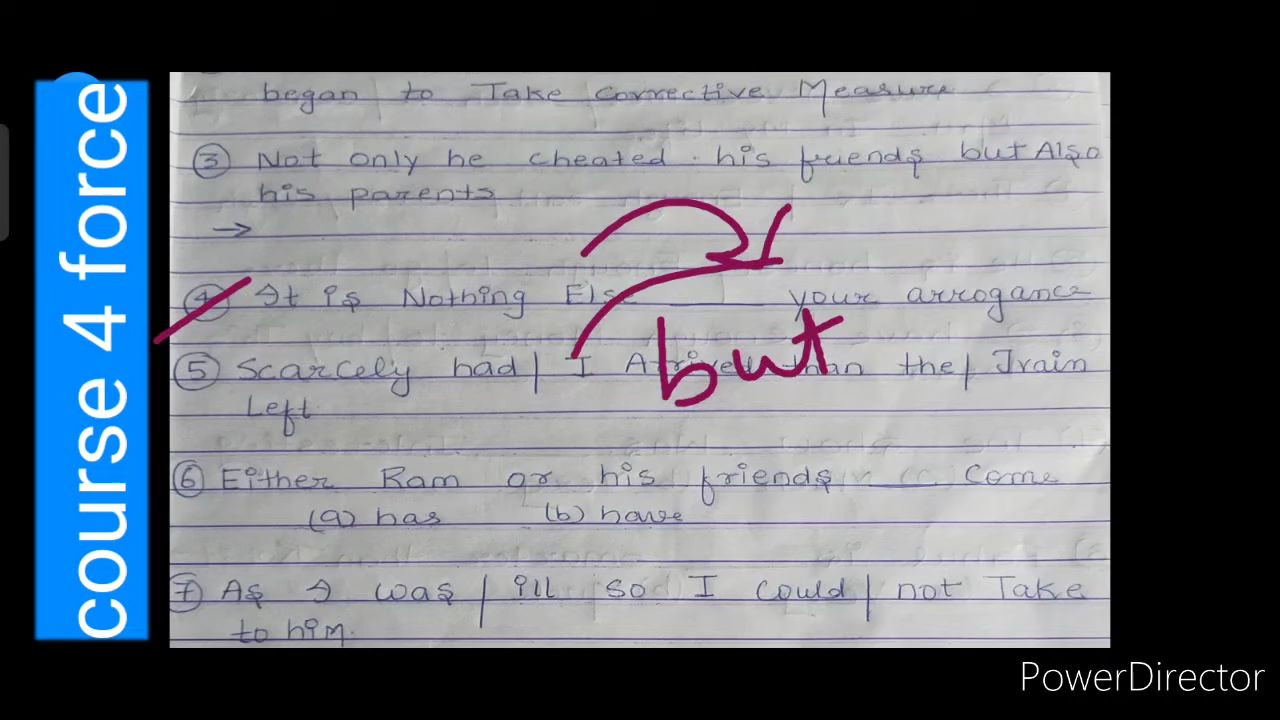 course 4 force
began to Take Corrective Measure
③ Not only he cheated his friends but Also
his parents
→
④ It is Nothing Else ____ your arrogance
but
⑤ Scarcely had | I Arrived than the | Train
Left
⑥ Either Ram or his friends ____ Come
(a) has (b) have
⑦ As I was | ill so I could | not Take
to him.
PowerDirector